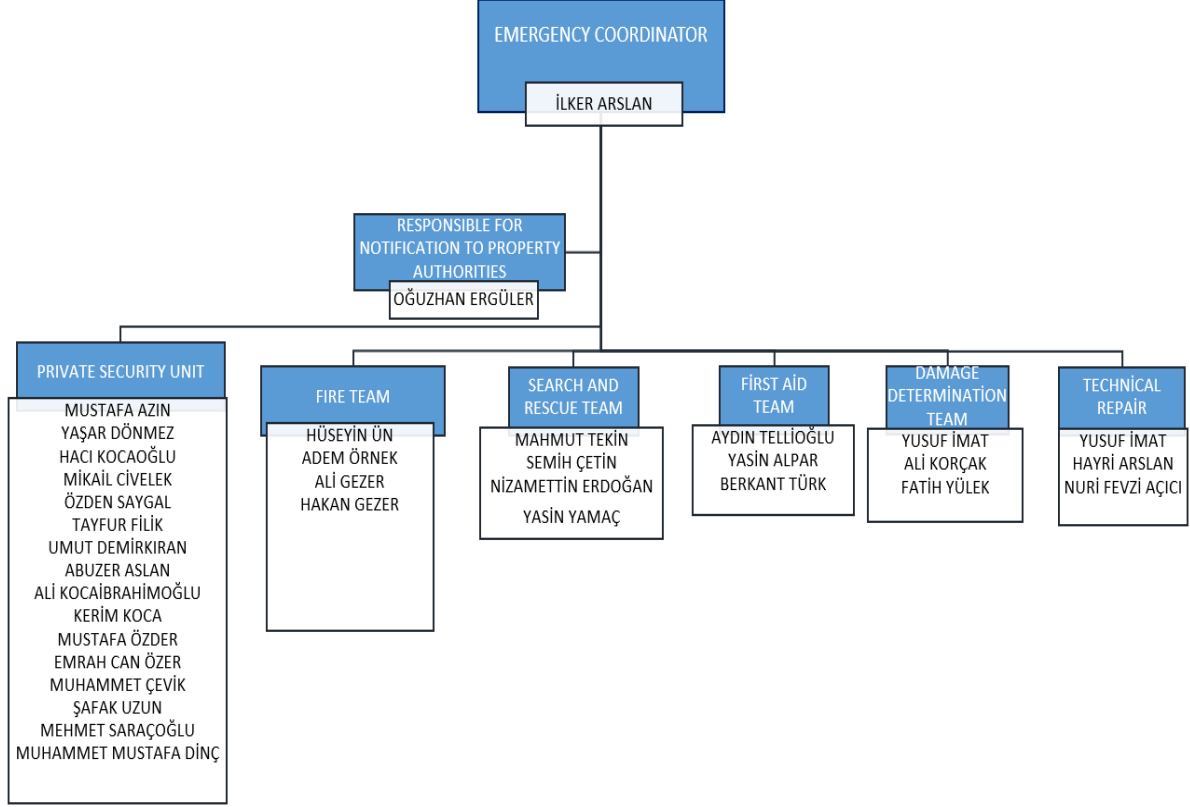 EMERGENCY COORDINATOR
İLKER ARSLAN
RESPONSIBLE FOR
NOTIFICATION TO PROPERTY
AUTHORITIES
OĞUZHAN ERGÜLER
PRIVATE SECURITY UNIT
MUSTAFA AZIN
YAŞAR DÖNMEZ
HACI KOCAOĞLU
MİKAİL CİVELEK
ÖZDEN SAYGAL
TAYFUR FİLİK
UMUT DEMİRKIRAN
ABUZER ASLAN
ALİ KOCAİBRAHİMOĞLU
KERİM KOCA
MUSTAFA ÖZDER
EMRAH CAN ÖZER
MUHAMMET ÇEVİK
ŞAFAK UZUN
MEHMET SARAÇOĞLU
MUHAMMET MUSTAFA DİNÇ
FIRE TEAM
HÜSEYİN ÜN
ADEM ÖRNEK
ALİ GEZER
HAKAN GEZER
SEARCH AND
RESCUE TEAM
MAHMUT TEKİN
SEMİH ÇETİN
NİZAMETTİN ERDOĞAN
YASİN YAMAÇ
FİRST AİD
TEAM
AYDIN TELLİOĞLU
YASİN ALPAR
BERKANT TÜRK
DAMAGE
DETERMİNATİON
TEAM
YUSUF İMAT
ALİ KORÇAK
FATİH YÜLEK
TECHNİCAL
REPAİR
YUSUF İMAT
HAYRİ ARSLAN
NURİ FEVZİ AÇICI